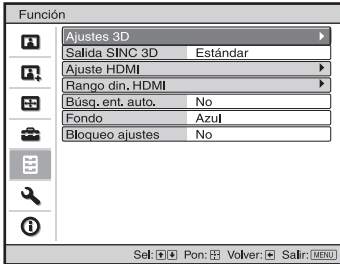 Función
Ajustes 3D
Salida SINC 3D Estándar
Ajuste HDMI
Rango din. HDMI
Búsq. ent. auto. No
Fondo Azul
Bloqueo ajustes No
Sel: Pon: Volver: Salir: MENU